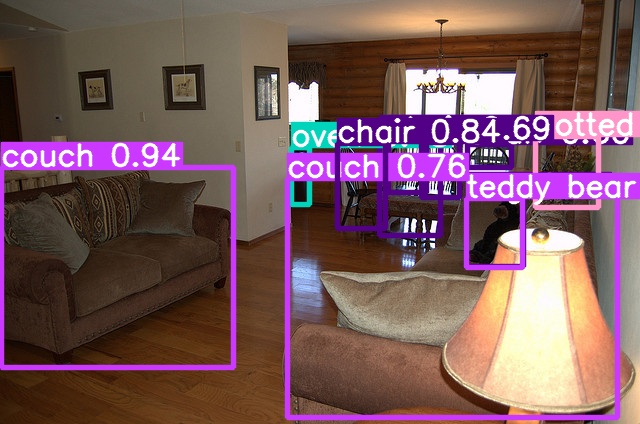 couch 0.94
ove
chair 0.84
.69
otted
couch 0.76
teddy bear